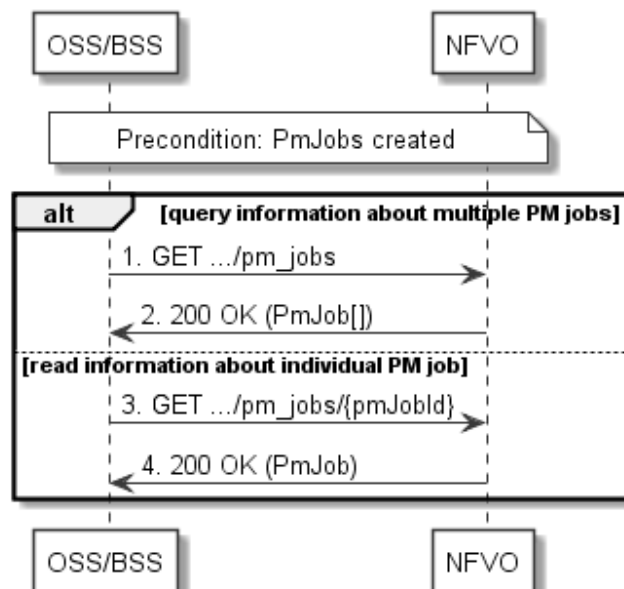 OSS/BSS NFVO
Precondition: PmJobs created
alt [query information about multiple PM jobs]
1. GET .../pm_jobs
2. 200 OK (PmJob[])
[read information about individual PM job]
3. GET .../pm_jobs/{pmJobId}
4. 200 OK (PmJob)
OSS/BSS NFVO